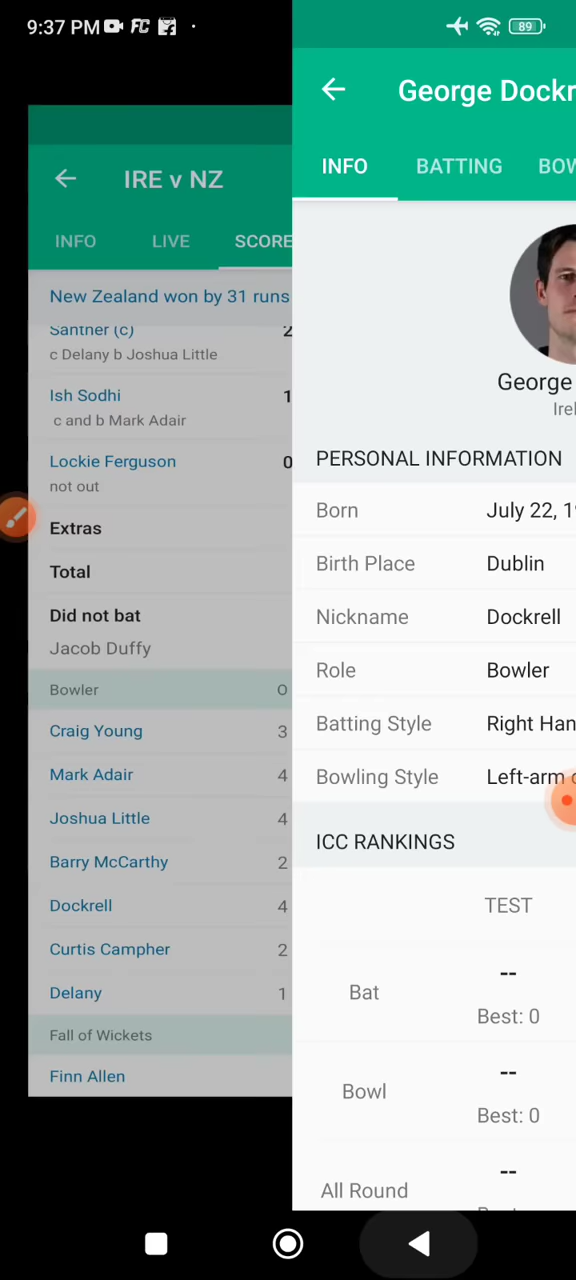 9:37 PM FC
89
IRE v NZ
INFO LIVE SCORE
New Zealand won by 31 runs
Santner (c) 2
c Delany b Joshua Little
Ish Sodhi 1
c and b Mark Adair
Lockie Ferguson 0
not out
Extras
Total
Did not bat
Jacob Duffy
Bowler O
Craig Young 3
Mark Adair 4
Joshua Little 4
Barry McCarthy 2
Dockrell 4
Curtis Campher 2
Delany 1
Fall of Wickets
Finn Allen
George Dockr
INFO BATTING BOW
George
Irel
PERSONAL INFORMATION
Born July 22, 1
Birth Place Dublin
Nickname Dockrell
Role Bowler
Batting Style Right Han
Bowling Style Left-arm
ICC RANKINGS
TEST
Bat --
Best: 0
Bowl --
Best: 0
All Round --